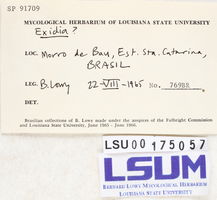 SP 91709
MYCOLOGICAL HERBARIUM OF LOUISIANA STATE UNIVERSITY
Exidia?
LOC. Morro de Bau, Est. Sta. Catarina,
BRASIL
LEG. B. Lowy 22-VIII-1965 No. 76988
DET.
Brazilian collections of B. Lowy made under the auspices of the Fulbright Commission
and Louisiana State University, June 1965 - June 1966.
LSU00175057
LSUM
BERNARD LOWY MYCOLOGICAL HERBARIUM
LOUISIANA STATE UNIVERSITY